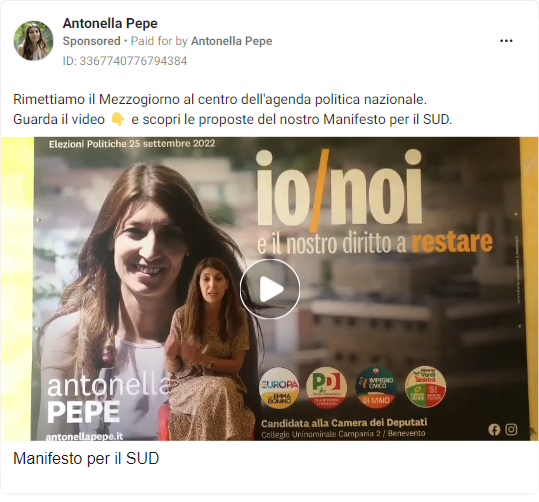 Antonella Pepe
Sponsored • Paid for by Antonella Pepe
ID: 3367740776794384
Rimettiamo il Mezzogiorno al centro dell'agenda politica nazionale.
Guarda il video 👇 e scopri le proposte del nostro Manifesto per il SUD.
Elezioni Politiche 25 settembre 2022
io/noi
e il nostro diritto a restare
antonella
PEPE
antonellapepe.it
EUROPA
EMMA
BONINO
PD
IMPEGNO
CIVICO
DI MAIO
Verdi
Sinistra
Candidata alla Camera dei Deputati
Collegio Uninominale Campania 2 / Benevento
Manifesto per il SUD